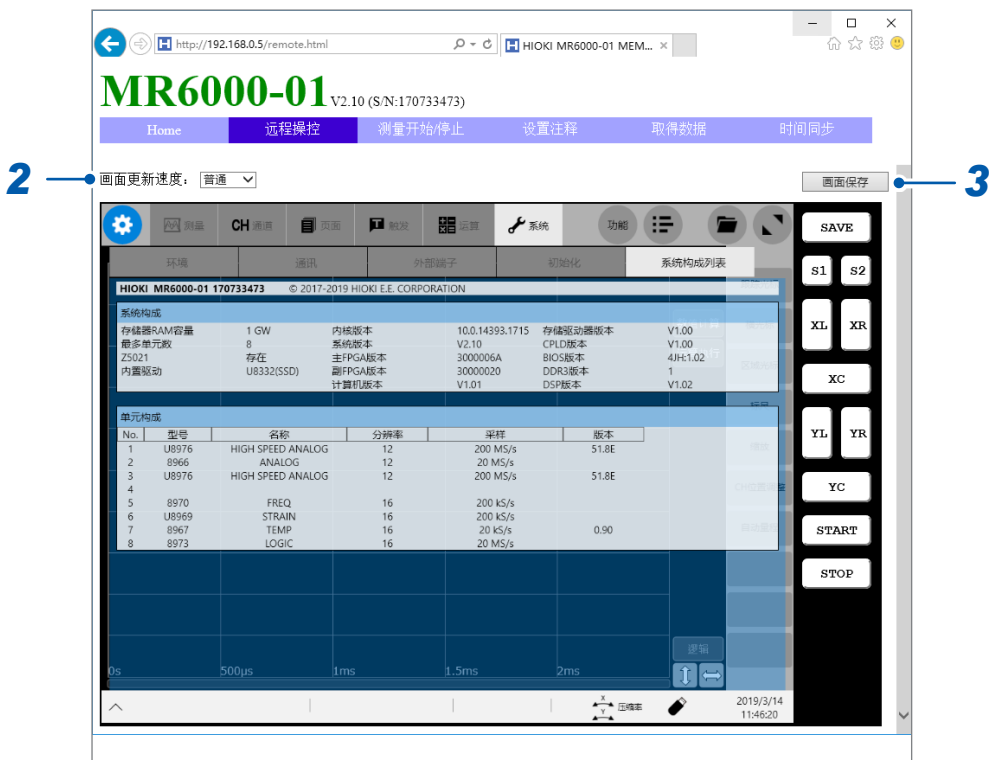 http://192.168.0.5/remote.html
HIOKI MR6000-01 MEM...
MR6000-01 V2.10 (S/N:170733473)
Home 远程操控 测量开始/停止 设置注释 取得数据 时间同步
2 画面更新速度： 普通 画面保存 3
测量 CH 通道 页面 触发 运算 系统 功能
SAVE
环境 通讯 外部端子 初始化 系统构成列表
S1 S2
HIOKI MR6000-01 170733473 © 2017-2019 HIOKI E.E. CORPORATION
系统构成
存储器RAM容量 1 GW 内核版本 10.0.14393.1715 存储驱动器版本 V1.00
最多单元数 8 系统版本 V2.10 CPLD版本 V1.00
Z5021 存在 主FPGA版本 3000006A BIOS版本 4JH:1.02
内置驱动 U8332(SSD) 副FPGA版本 30000020 DDR3版本 1
计算机版本 V1.01 DSP版本 V1.02
XL XR
XC
单元构成
No. 型号 名称 分辨率 采样 版本
1 U8976 HIGH SPEED ANALOG 12 200 MS/s 51.8E
2 8966 ANALOG 12 20 MS/s
3 U8976 HIGH SPEED ANALOG 12 200 MS/s 51.8E
4
5 8970 FREQ 16 200 kS/s
6 U8969 STRAIN 16 200 kS/s
7 8967 TEMP 16 20 kS/s 0.90
8 8973 LOGIC 16 20 MS/s
YL YR
YC
START
STOP
逻辑
0s 500µs 1ms 1.5ms 2ms
X
Y
压缩率
2019/3/14
11:46:20